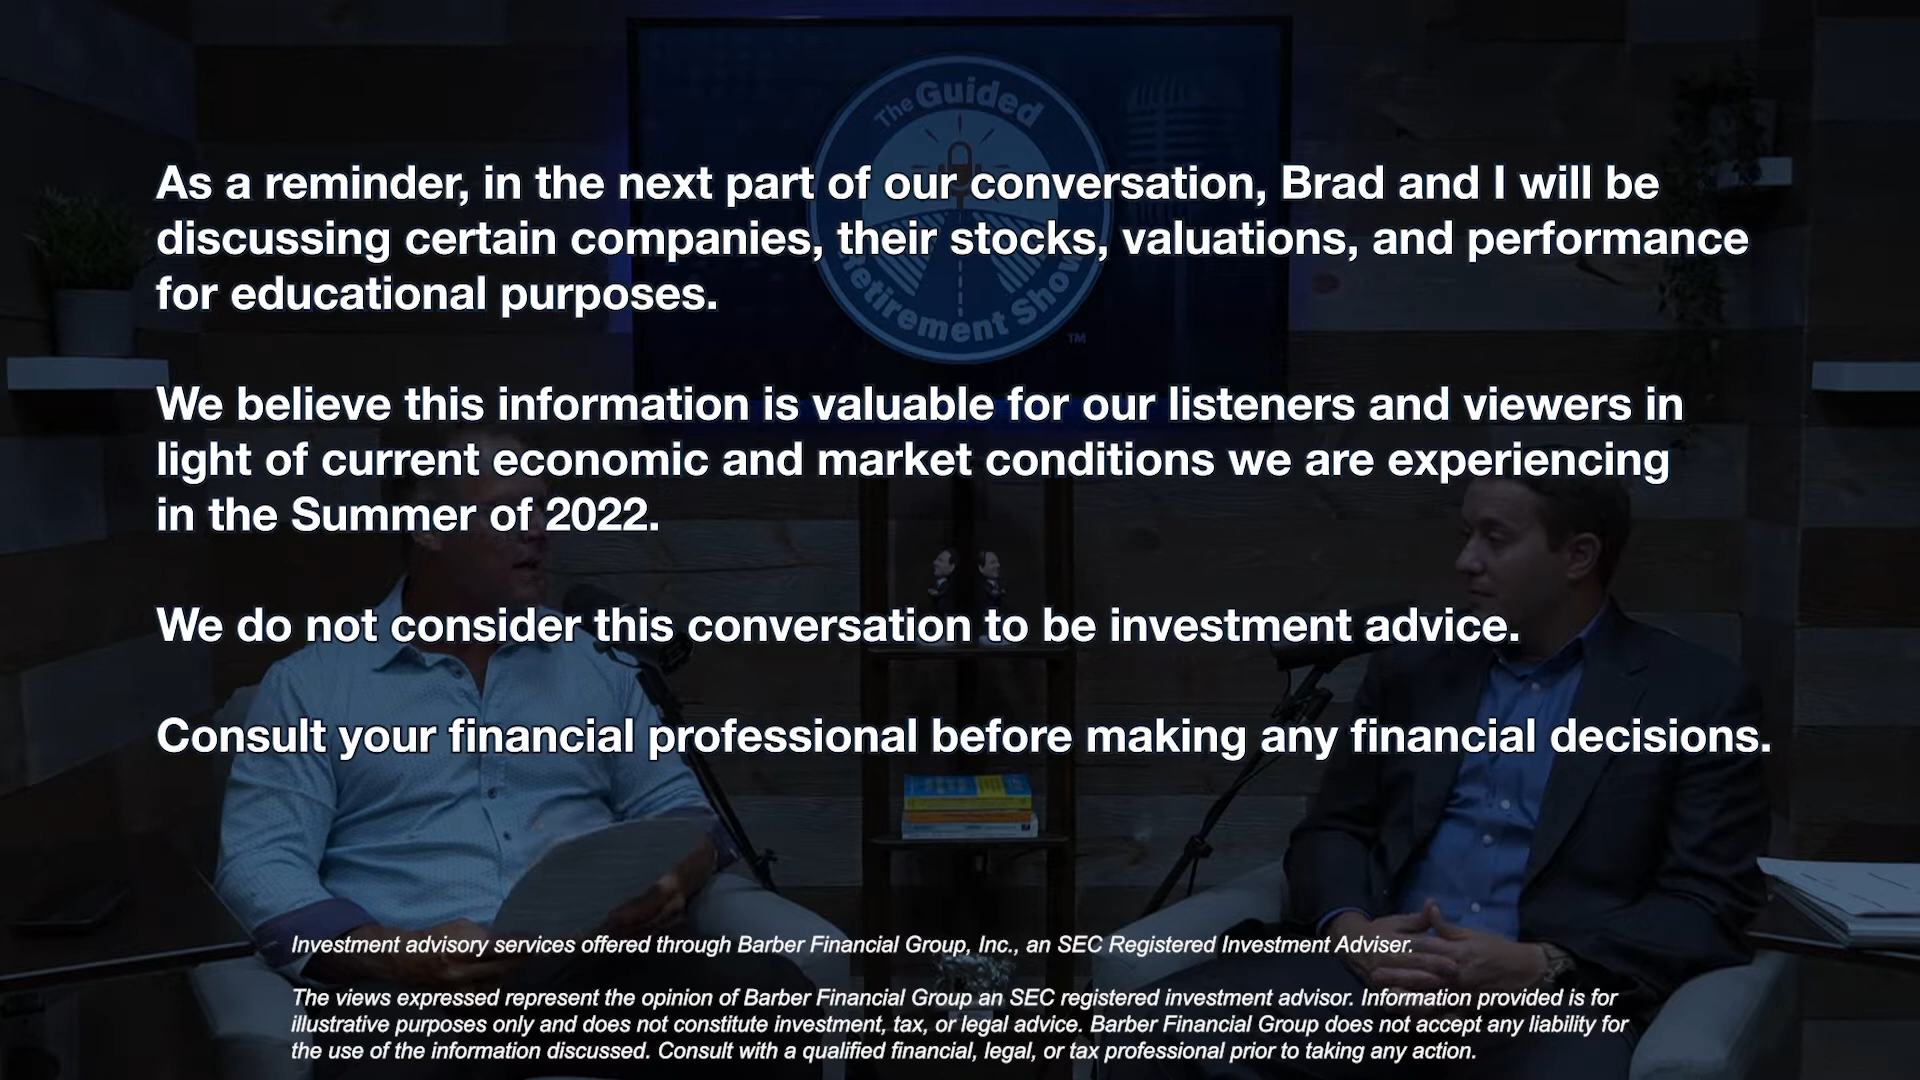 The Guided
Retirement Show
TM
As a reminder, in the next part of our conversation, Brad and I will be
discussing certain companies, their stocks, valuations, and performance
for educational purposes.
We believe this information is valuable for our listeners and viewers in
light of current economic and market conditions we are experiencing
in the Summer of 2022.
We do not consider this conversation to be investment advice.
Consult your financial professional before making any financial decisions.
Investment advisory services offered through Barber Financial Group, Inc., an SEC Registered Investment Adviser.
The views expressed represent the opinion of Barber Financial Group an SEC registered investment advisor. Information provided is for
illustrative purposes only and does not constitute investment, tax, or legal advice. Barber Financial Group does not accept any liability for
the use of the information discussed. Consult with a qualified financial, legal, or tax professional prior to taking any action.